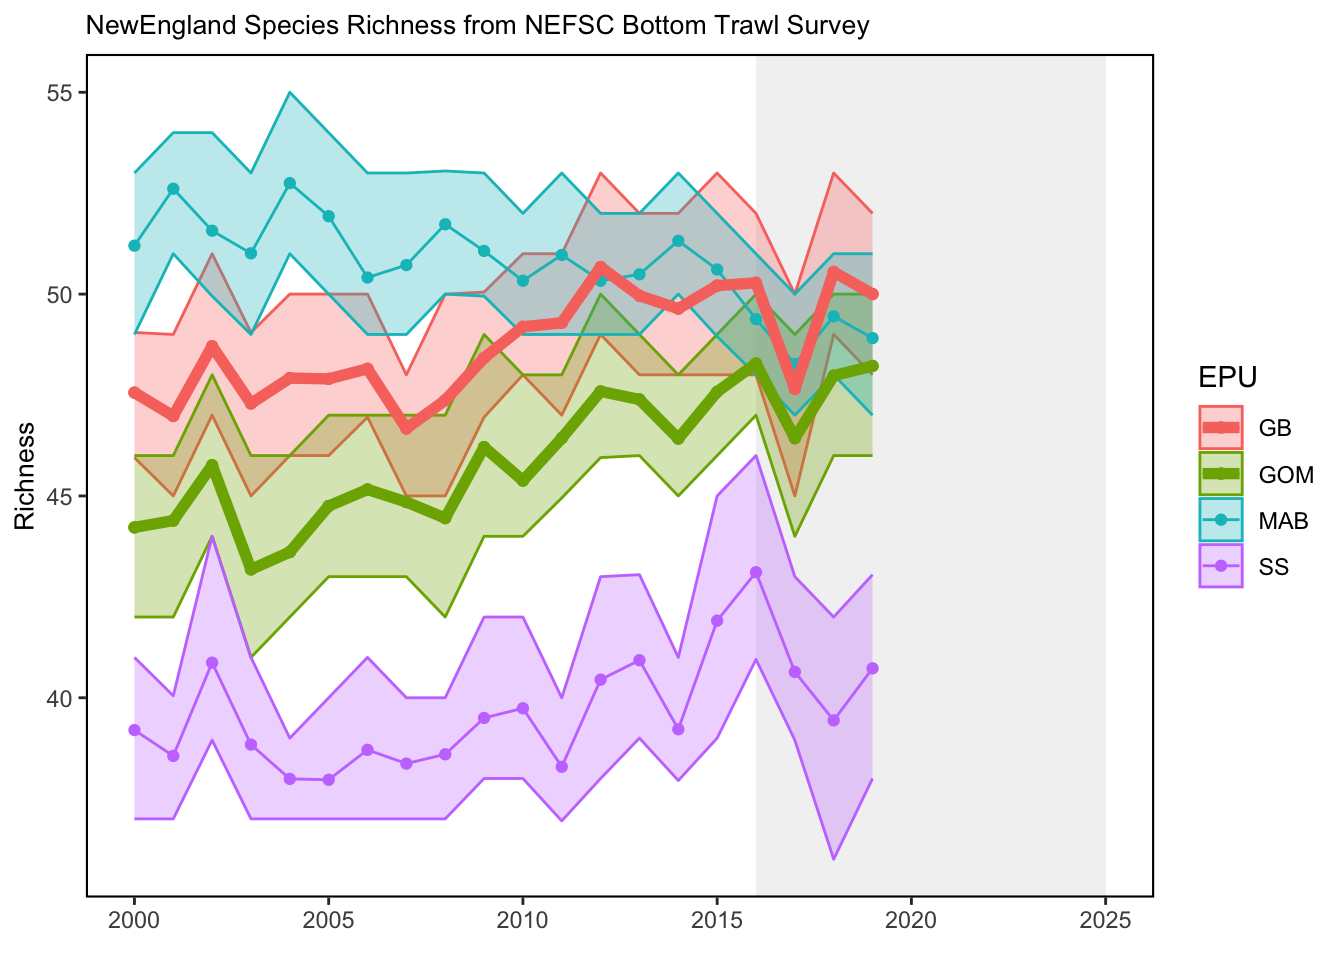 NewEngland Species Richness from NEFSC Bottom Trawl Survey
55
50
45
40
Richness
2000 2005 2010 2015 2020 2025
EPU
GB
GOM
MAB
SS